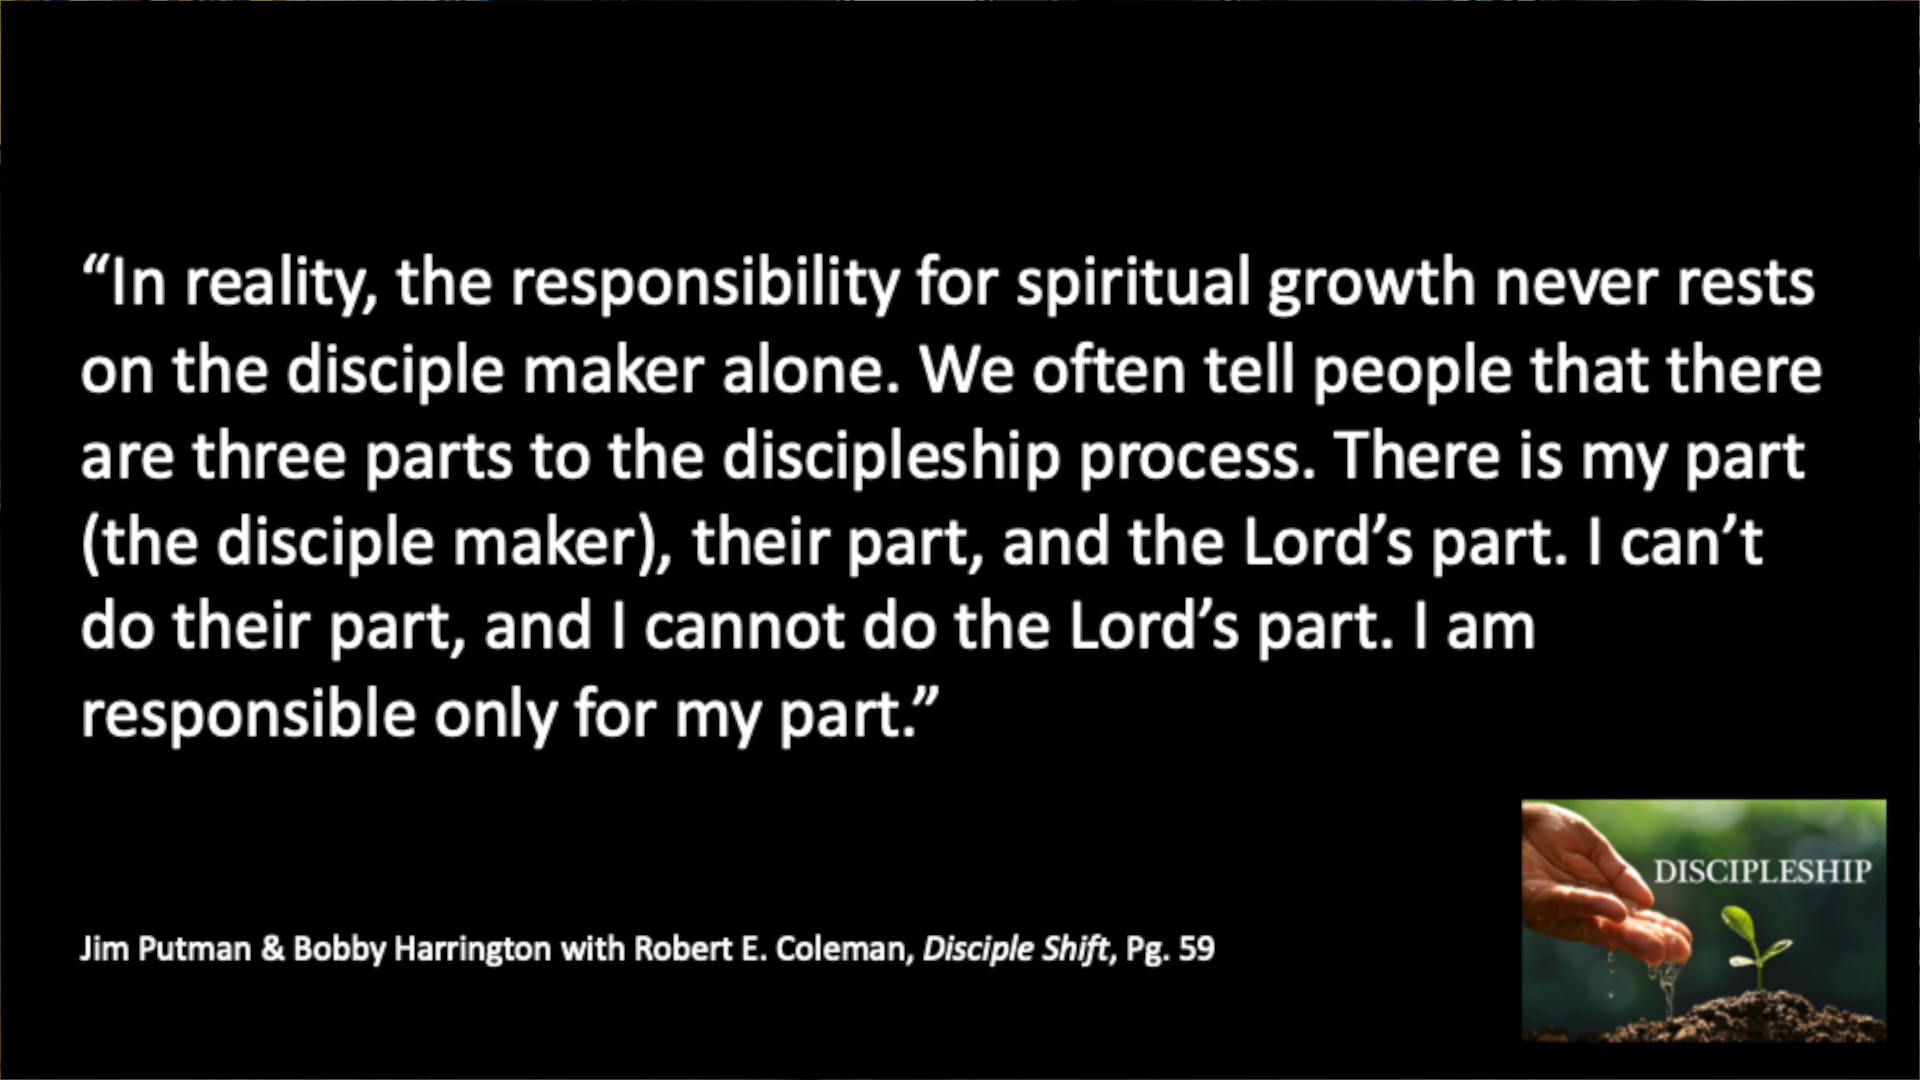 “In reality, the responsibility for spiritual growth never rests
on the disciple maker alone. We often tell people that there
are three parts to the discipleship process. There is my part
(the disciple maker), their part, and the Lord’s part. I can’t
do their part, and I cannot do the Lord’s part. I am
responsible only for my part.”
DISCIPLESHIP
Jim Putman & Bobby Harrington with Robert E. Coleman, Disciple Shift, Pg. 59